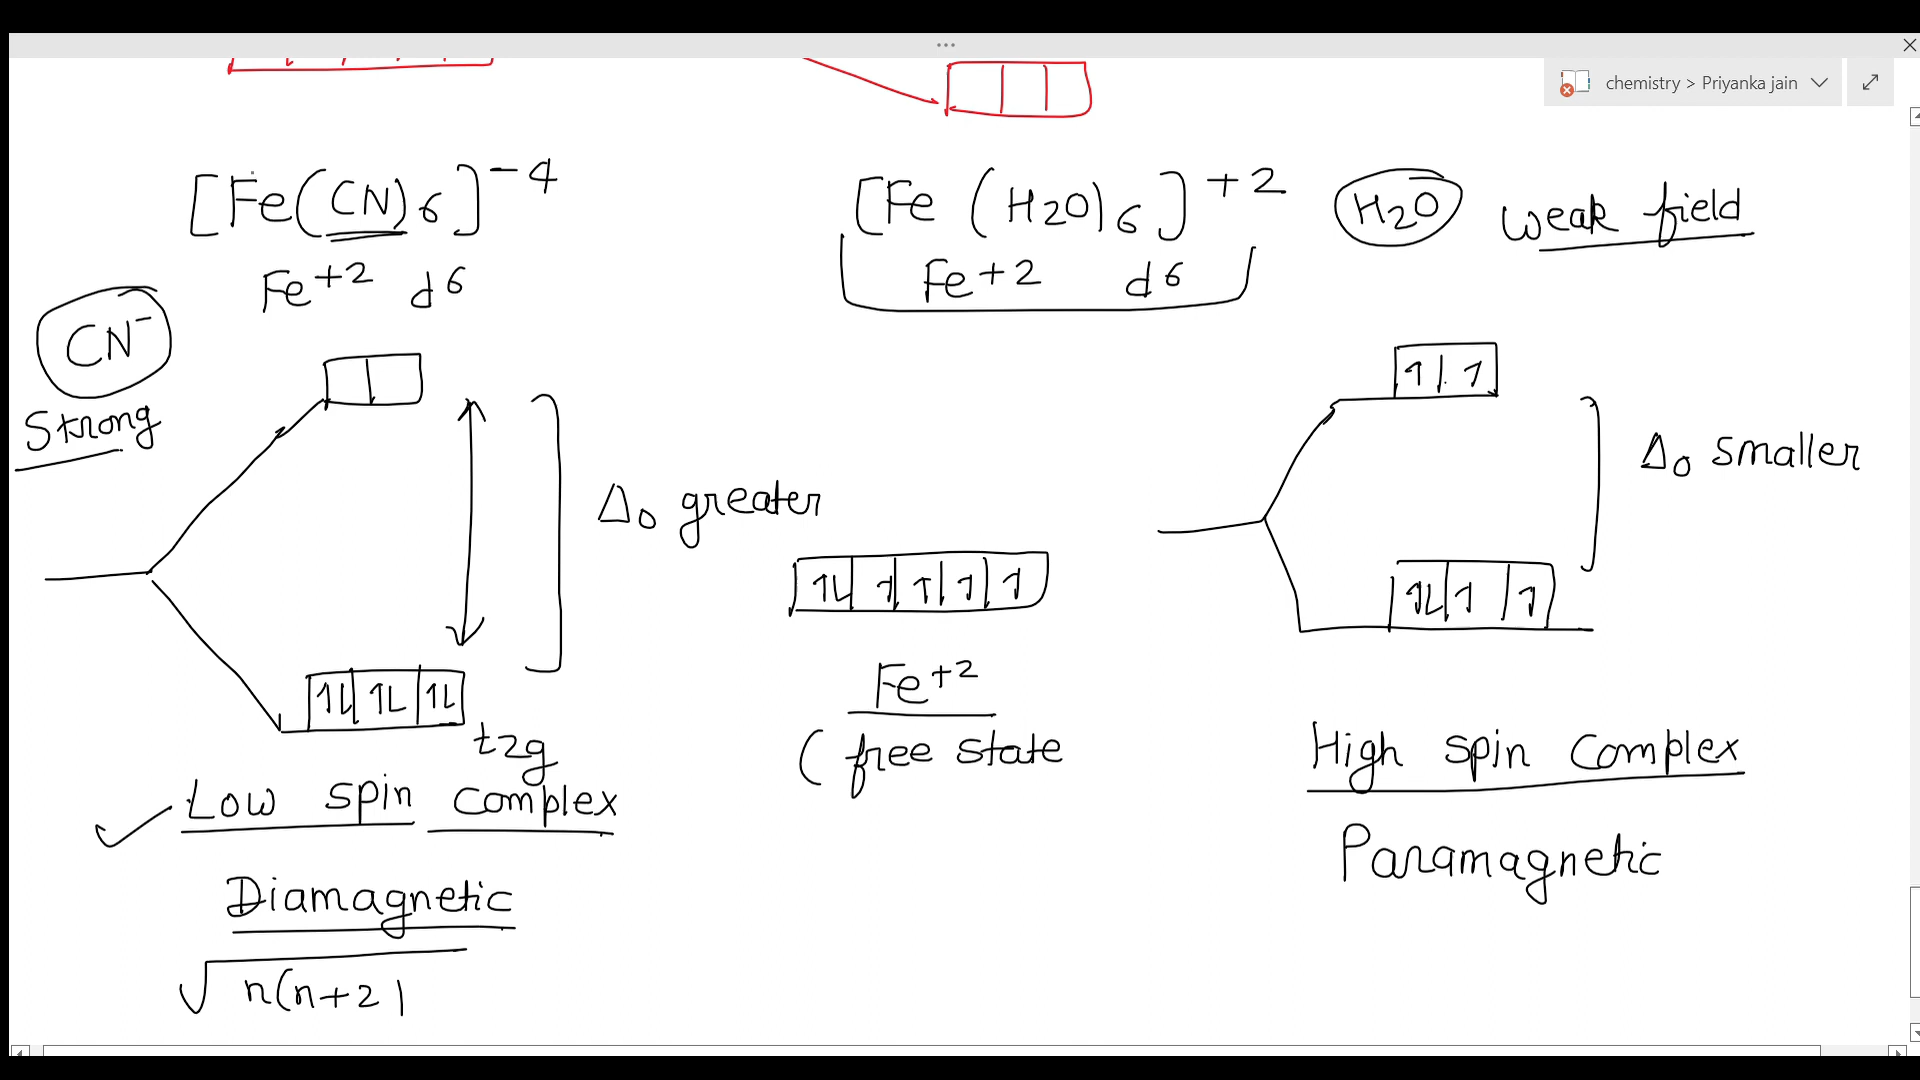 chemistry > Priyanka jain
[Fe(CN)6]-4
Fe+2 d6
CN-
Strong
Δo greater
t2g
Low spin complex
Diamagnetic
√n(n+2)
Fe+2
(free state
[Fe(H2O)6]+2
Fe+2 d6
H2O weak field
Δo smaller
High spin complex
Paramagnetic